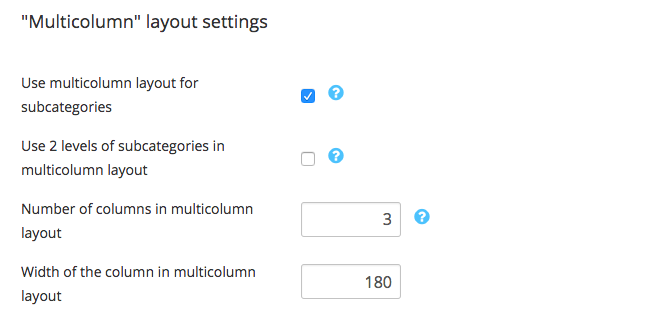 "Multicolumn" layout settings
Use multicolumn layout for
subcategories
?
Use 2 levels of subcategories in
multicolumn layout
?
Number of columns in multicolumn
layout
3 ?
Width of the column in multicolumn
layout
180